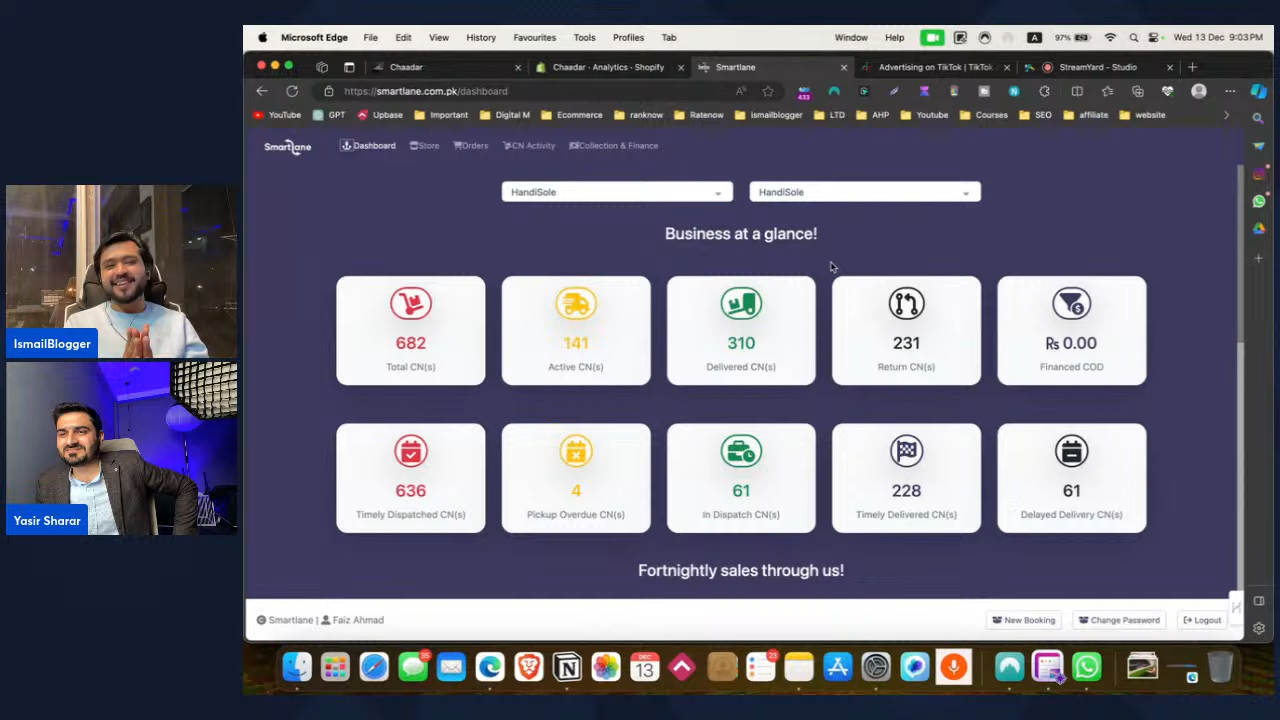 Microsoft Edge File Edit View History Favourites Tools Profiles Tab Window Help A 97% Wed 13 Dec 9:03PM
Chaadar Chaadar - Analytics · Shopify Smartlane Advertising on TikTok | TikTok StreamYard - Studio
https://smartlane.com.pk/dashboard
433
YouTube GPT Upbase Important Digital M Ecommerce ranknow Ratenow ismailblogger LTD AHP Youtube Courses SEO affiliate website
Smartlane Dashboard Store Orders CN Activity Collection & Finance
HandiSole HandiSole
Business at a glance!
682 141 310 231 Rs 0.00
Total CN(s) Active CN(s) Delivered CN(s) Return CN(s) Financed COD
636 4 61 228 61
Timely Dispatched CN(s) Pickup Overdue CN(s) In Dispatch CN(s) Timely Delivered CN(s) Delayed Delivery CN(s)
Fortnightly sales through us!
Smartlane | Faiz Ahmad New Booking Change Password Logout
IsmailBlogger
Yasir Sharar
35 DEC 13 23